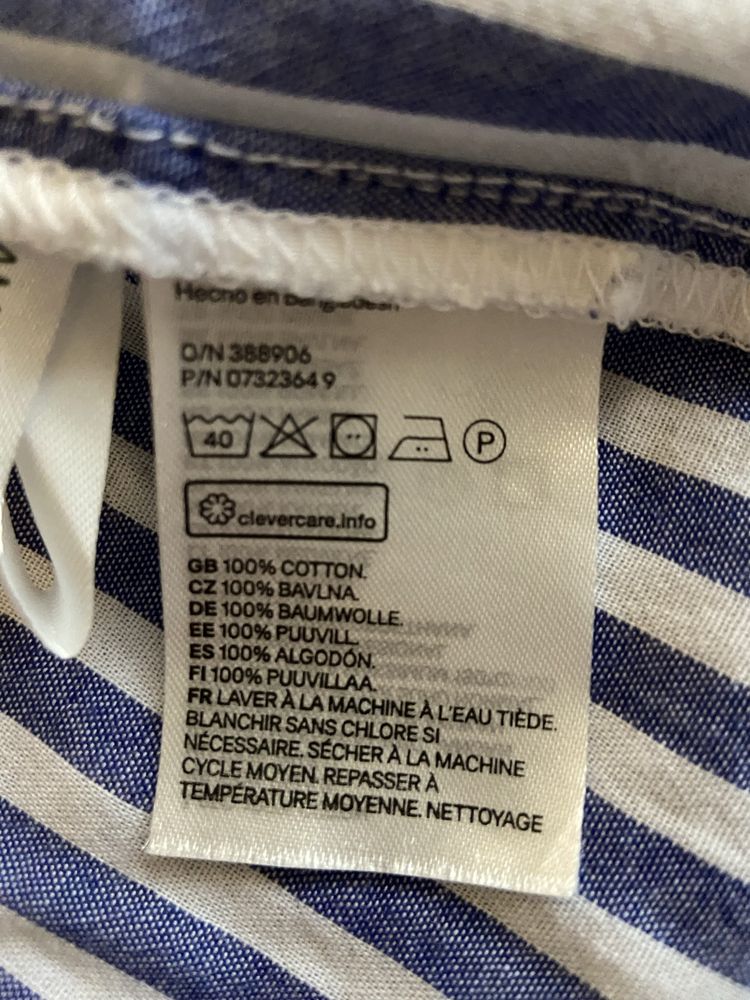 Hecho en Bangladesh
O/N 388906
P/N 0732364 9
40
P
clevercare.info
GB 100% COTTON.
CZ 100% BAVLNA.
DE 100% BAUMWOLLE.
EE 100% PUUVILL.
ES 100% ALGODÓN.
FI 100% PUUVILLAA.
FR LAVER À LA MACHINE À L'EAU TIÈDE.
BLANCHIR SANS CHLORE SI
NÉCESSAIRE. SÉCHER À LA MACHINE
CYCLE MOYEN. REPASSER À
TEMPÉRATURE MOYENNE. NETTOYAGE